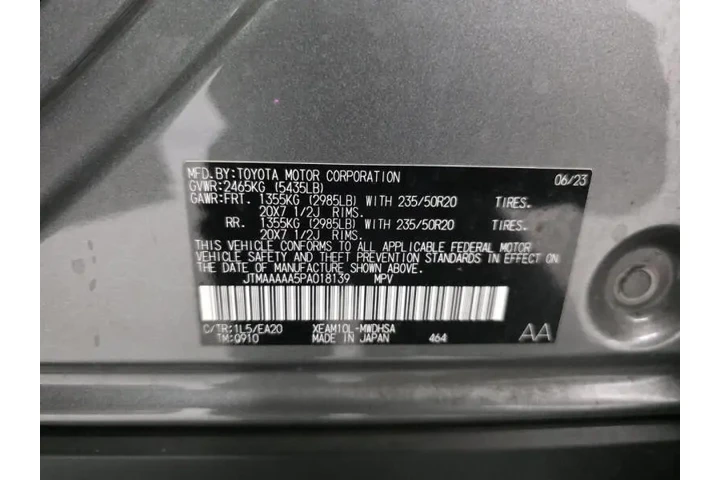 MFD.BY:TOYOTA MOTOR CORPORATION 06/23
GVWR:2465KG (5435LB)
GAWR:FRT. 1355KG (2985LB) WITH 235/50R20 TIRES.
20X7 1/2J RIMS.
RR. 1355KG (2985LB) WITH 235/50R20 TIRES.
20X7 1/2J RIMS.
THIS VEHICLE CONFORMS TO ALL APPLICABLE FEDERAL MOTOR
VEHICLE SAFETY AND THEFT PREVENTION STANDARDS IN
EFFECT ON THE DATE OF MANUFACTURE SHOWN ABOVE.
JTMAAAAA5PA018139 MPV
C/TR:1L5/EA20 XEAM10L-MWDHSA
TM:Q910 MADE IN JAPAN 464 AA